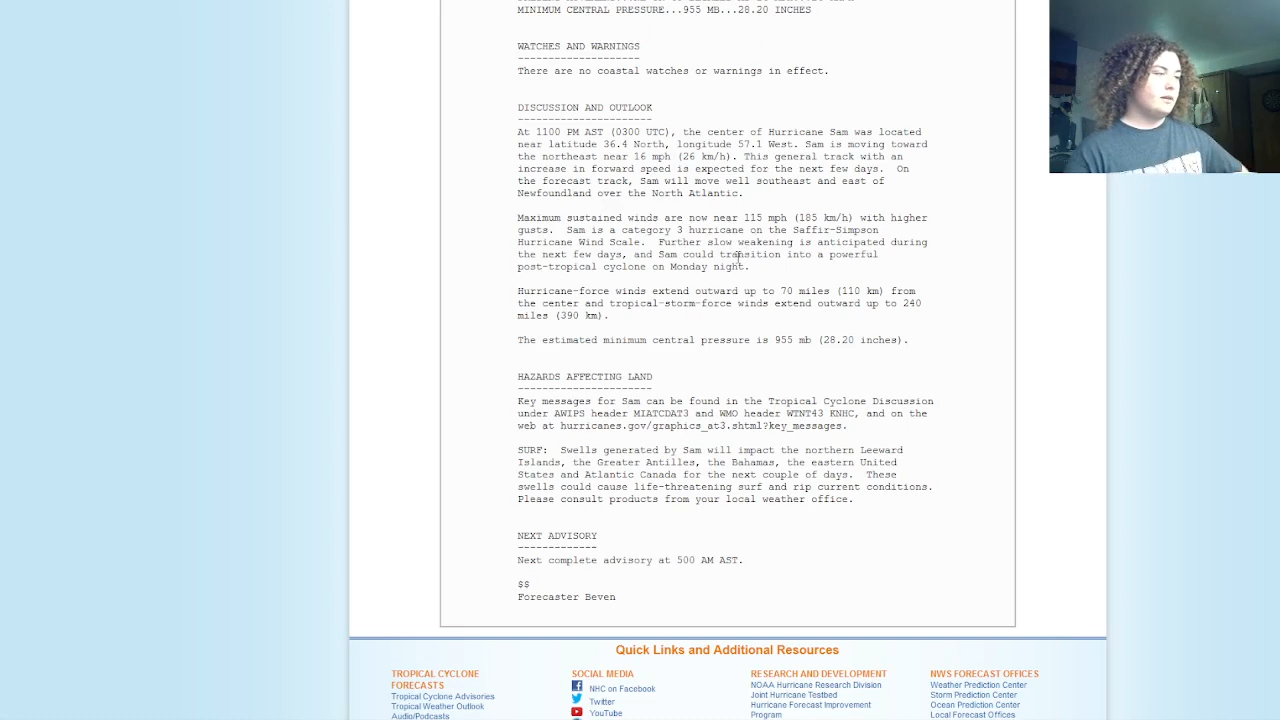 MINIMUM CENTRAL PRESSURE...955 MB...28.20 INCHES
WATCHES AND WARNINGS
--------------------
There are no coastal watches or warnings in effect.
DISCUSSION AND OUTLOOK
----------------------
At 1100 PM AST (0300 UTC), the center of Hurricane Sam was located
near latitude 36.4 North, longitude 57.1 West. Sam is moving toward
the northeast near 16 mph (26 km/h). This general track with an
increase in forward speed is expected for the next few days.  On
the forecast track, Sam will move well southeast and east of
Newfoundland over the North Atlantic.
Maximum sustained winds are now near 115 mph (185 km/h) with higher
gusts.  Sam is a category 3 hurricane on the Saffir-Simpson
Hurricane Wind Scale.  Further slow weakening is anticipated during
the next few days, and Sam could transition into a powerful
post-tropical cyclone on Monday night.
Hurricane-force winds extend outward up to 70 miles (110 km) from
the center and tropical-storm-force winds extend outward up to 240
miles (390 km).
The estimated minimum central pressure is 955 mb (28.20 inches).
HAZARDS AFFECTING LAND
----------------------
Key messages for Sam can be found in the Tropical Cyclone Discussion
under AWIPS header MIATCDAT3 and WMO header WTNT43 KNHC, and on the
web at hurricanes.gov/graphics_at3.shtml?key_messages.
SURF:  Swells generated by Sam will impact the northern Leeward
Islands, the Greater Antilles, the Bahamas, the eastern United
States and Atlantic Canada for the next couple of days.  These
swells could cause life-threatening surf and rip current conditions.
Please consult products from your local weather office.
NEXT ADVISORY
-------------
Next complete advisory at 500 AM AST.
$$
Forecaster Beven
Quick Links and Additional Resources
TROPICAL CYCLONE
FORECASTS
Tropical Cyclone Advisories
Tropical Weather Outlook
Audio/Podcasts
SOCIAL MEDIA
NHC on Facebook
Twitter
YouTube
RESEARCH AND DEVELOPMENT
NOAA Hurricane Research Division
Joint Hurricane Testbed
Hurricane Forecast Improvement
Program
NWS FORECAST OFFICES
Weather Prediction Center
Storm Prediction Center
Ocean Prediction Center
Local Forecast Offices